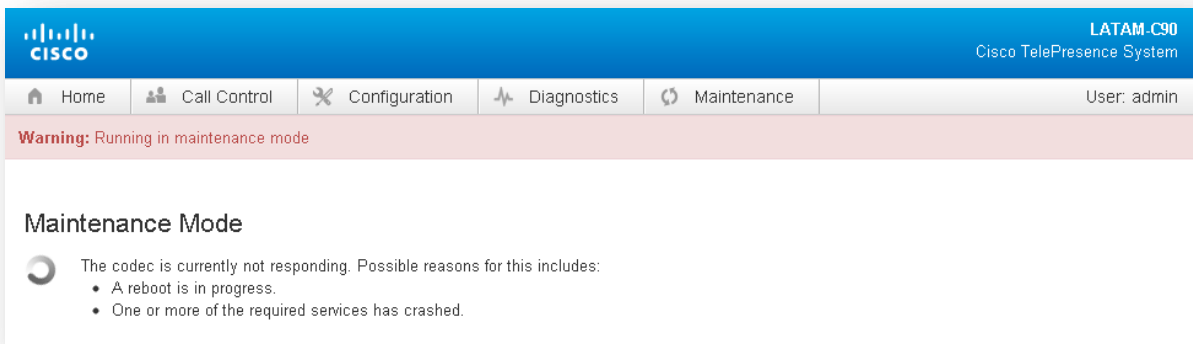 CISCO
LATAM-C90
Cisco TelePresence System
Home Call Control Configuration Diagnostics Maintenance User: admin
Warning: Running in maintenance mode
Maintenance Mode
The codec is currently not responding. Possible reasons for this includes:
• A reboot is in progress.
• One or more of the required services has crashed.